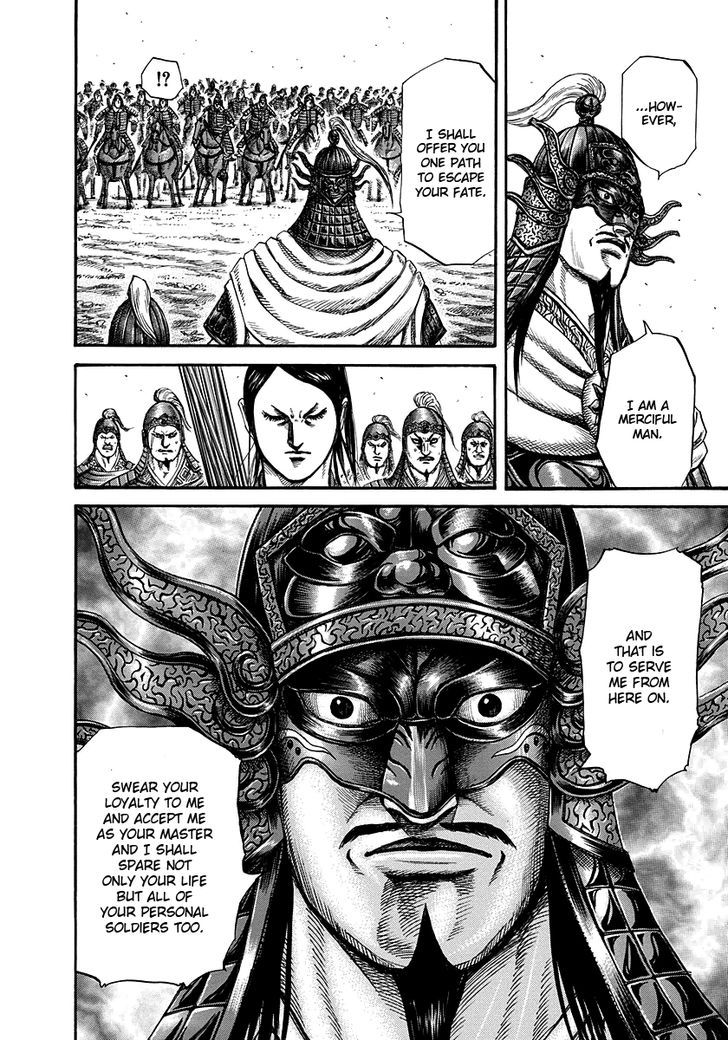 ...HOW-
EVER,
I AM A
MERCIFUL
MAN.
I SHALL
OFFER YOU
ONE PATH
TO ESCAPE
YOUR FATE.
!?
AND
THAT IS
TO SERVE
ME FROM
HERE ON.
SWEAR YOUR
LOYALTY TO ME
AND ACCEPT ME
AS YOUR MASTER
AND I SHALL
SPARE NOT
ONLY YOUR LIFE
BUT ALL OF
YOUR PERSONAL
SOLDIERS TOO.